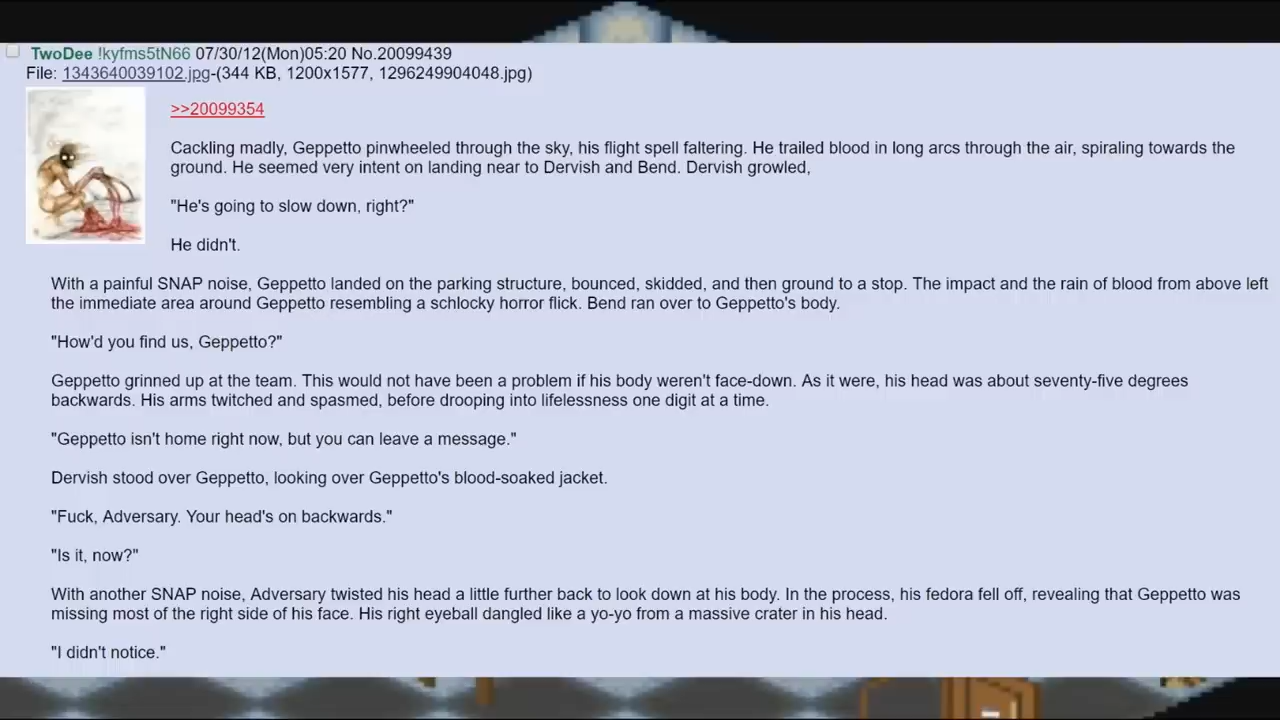 TwoDee !kyfms5tN66 07/30/12(Mon)05:20 No.20099439
File: 1343640039102.jpg-(344 KB, 1200x1577, 1296249904048.jpg)
>>20099354
Cackling madly, Geppetto pinwheeled through the sky, his flight spell faltering. He trailed blood in long arcs through the air, spiraling towards the
ground. He seemed very intent on landing near to Dervish and Bend. Dervish growled,
"He's going to slow down, right?"
He didn't.
With a painful SNAP noise, Geppetto landed on the parking structure, bounced, skidded, and then ground to a stop. The impact and the rain of blood from above left
the immediate area around Geppetto resembling a schlocky horror flick. Bend ran over to Geppetto's body.
"How'd you find us, Geppetto?"
Geppetto grinned up at the team. This would not have been a problem if his body weren't face-down. As it were, his head was about seventy-five degrees
backwards. His arms twitched and spasmed, before drooping into lifelessness one digit at a time.
"Geppetto isn't home right now, but you can leave a message."
Dervish stood over Geppetto, looking over Geppetto's blood-soaked jacket.
"Fuck, Adversary. Your head's on backwards."
"Is it, now?"
With another SNAP noise, Adversary twisted his head a little further back to look down at his body. In the process, his fedora fell off, revealing that Geppetto was
missing most of the right side of his face. His right eyeball dangled like a yo-yo from a massive crater in his head.
"I didn't notice."